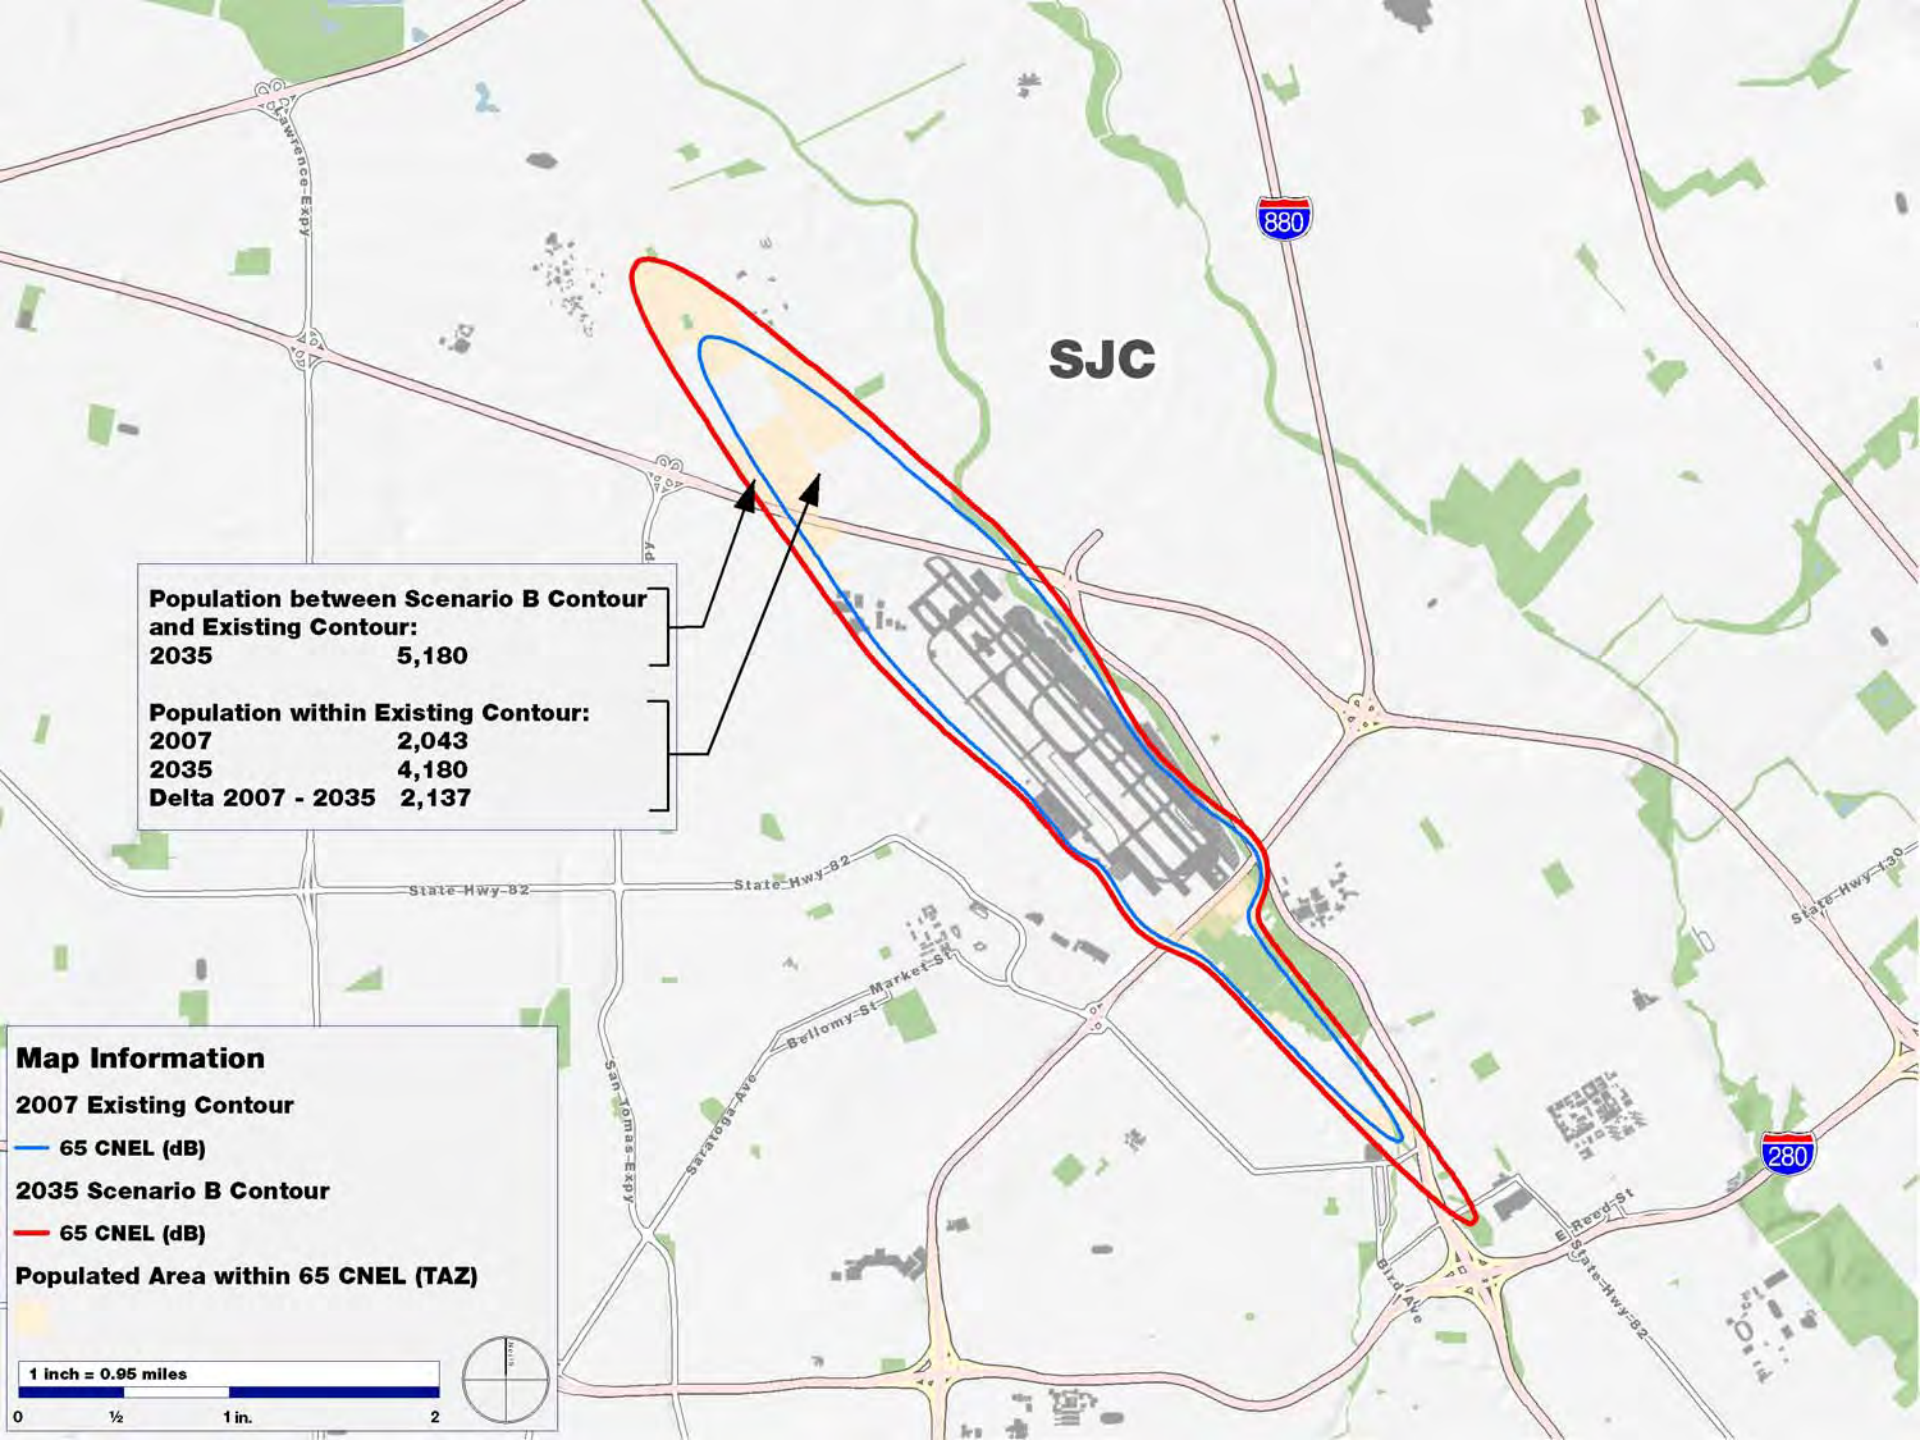 Lawrence Expy
880
SJC
py
Population between Scenario B Contour
and Existing Contour:
2035 5,180
Population within Existing Contour:
2007 2,043
2035 4,180
Delta 2007 - 2035 2,137
State Hwy 82
State Hwy 82
State Hwy 130
Market St
Bellomy St
Saratoga Ave
San Tomas Expy
280
E Reed St
State Hwy 82
Bird Ave
Map Information
2007 Existing Contour
65 CNEL (dB)
2035 Scenario B Contour
65 CNEL (dB)
Populated Area within 65 CNEL (TAZ)
North
1 inch = 0.95 miles
0 ½ 1 in. 2